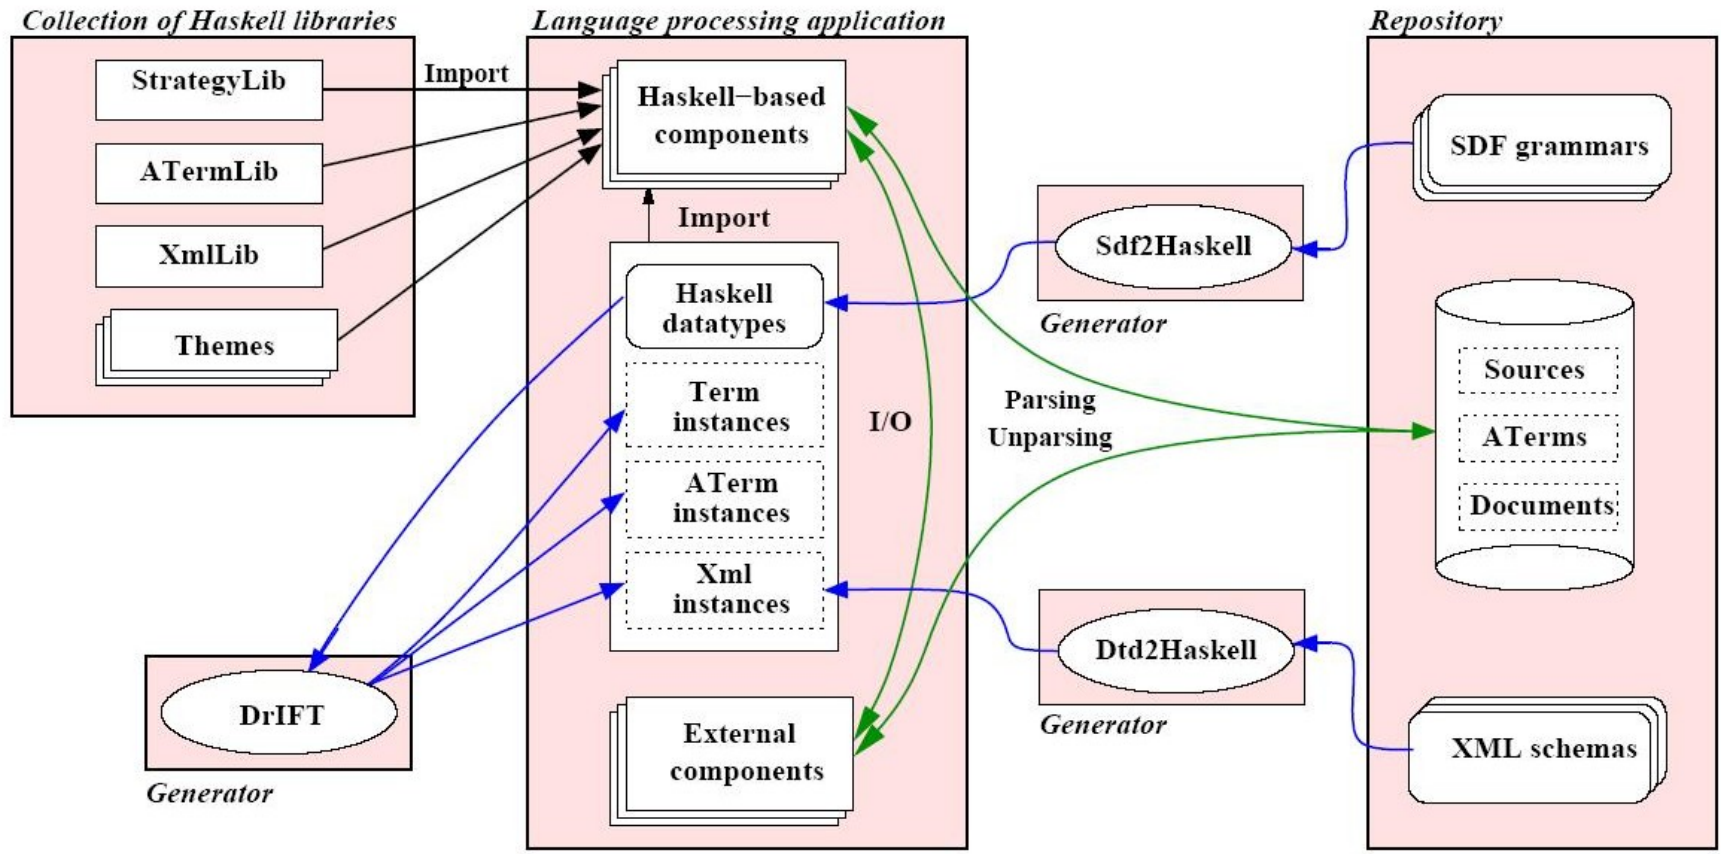 Collection of Haskell libraries
StrategyLib
ATermLib
XmlLib
Themes
Import
Language processing application
Haskell−based
components
Import
Haskell
datatypes
Term
instances
ATerm
instances
Xml
instances
I/O
External
components
DrIFT
Generator
Sdf2Haskell
Generator
Parsing
Unparsing
Dtd2Haskell
Generator
Repository
SDF grammars
Sources
ATerms
Documents
XML schemas